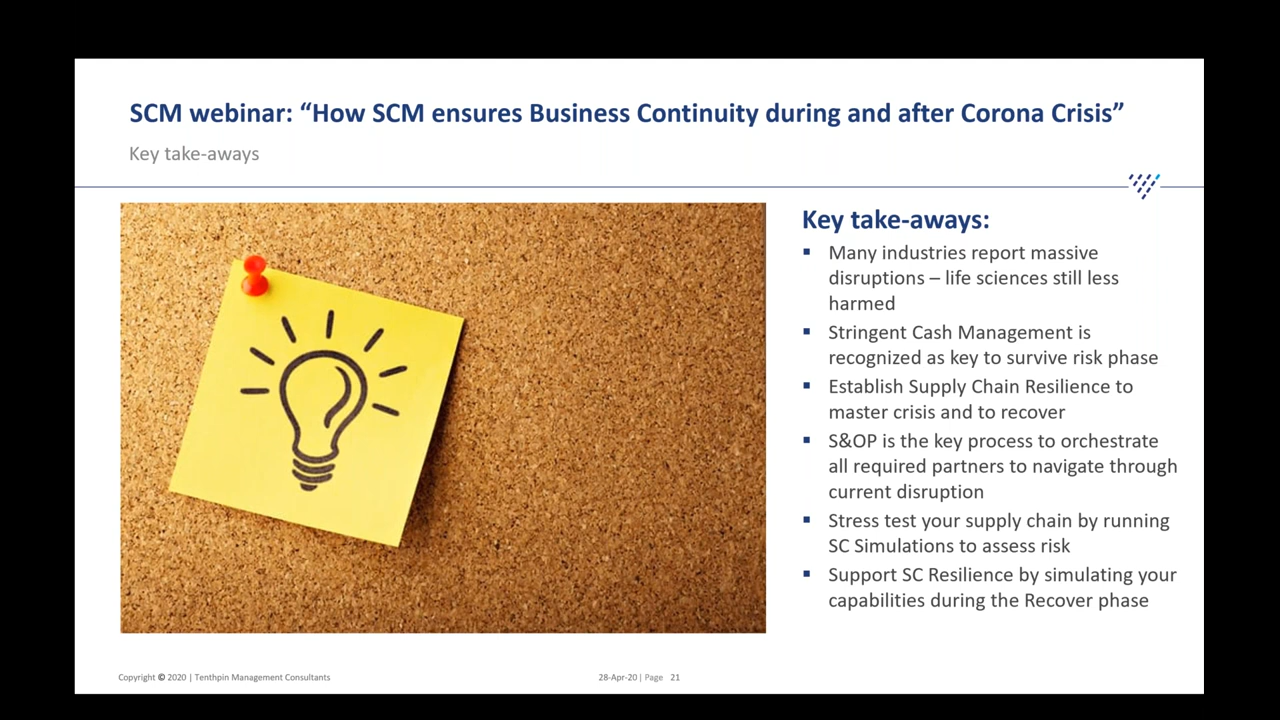 SCM webinar: “How SCM ensures Business Continuity during and after Corona Crisis”
Key take-aways
Key take-aways:
▪ Many industries report massive
disruptions – life sciences still less
harmed
▪ Stringent Cash Management is
recognized as key to survive risk phase
▪ Establish Supply Chain Resilience to
master crisis and to recover
▪ S&OP is the key process to orchestrate
all required partners to navigate through
current disruption
▪ Stress test your supply chain by running
SC Simulations to assess risk
▪ Support SC Resilience by simulating your
capabilities during the Recover phase
Copyright © 2020 | Tenthpin Management Consultants
28-Apr-20 | Page 21